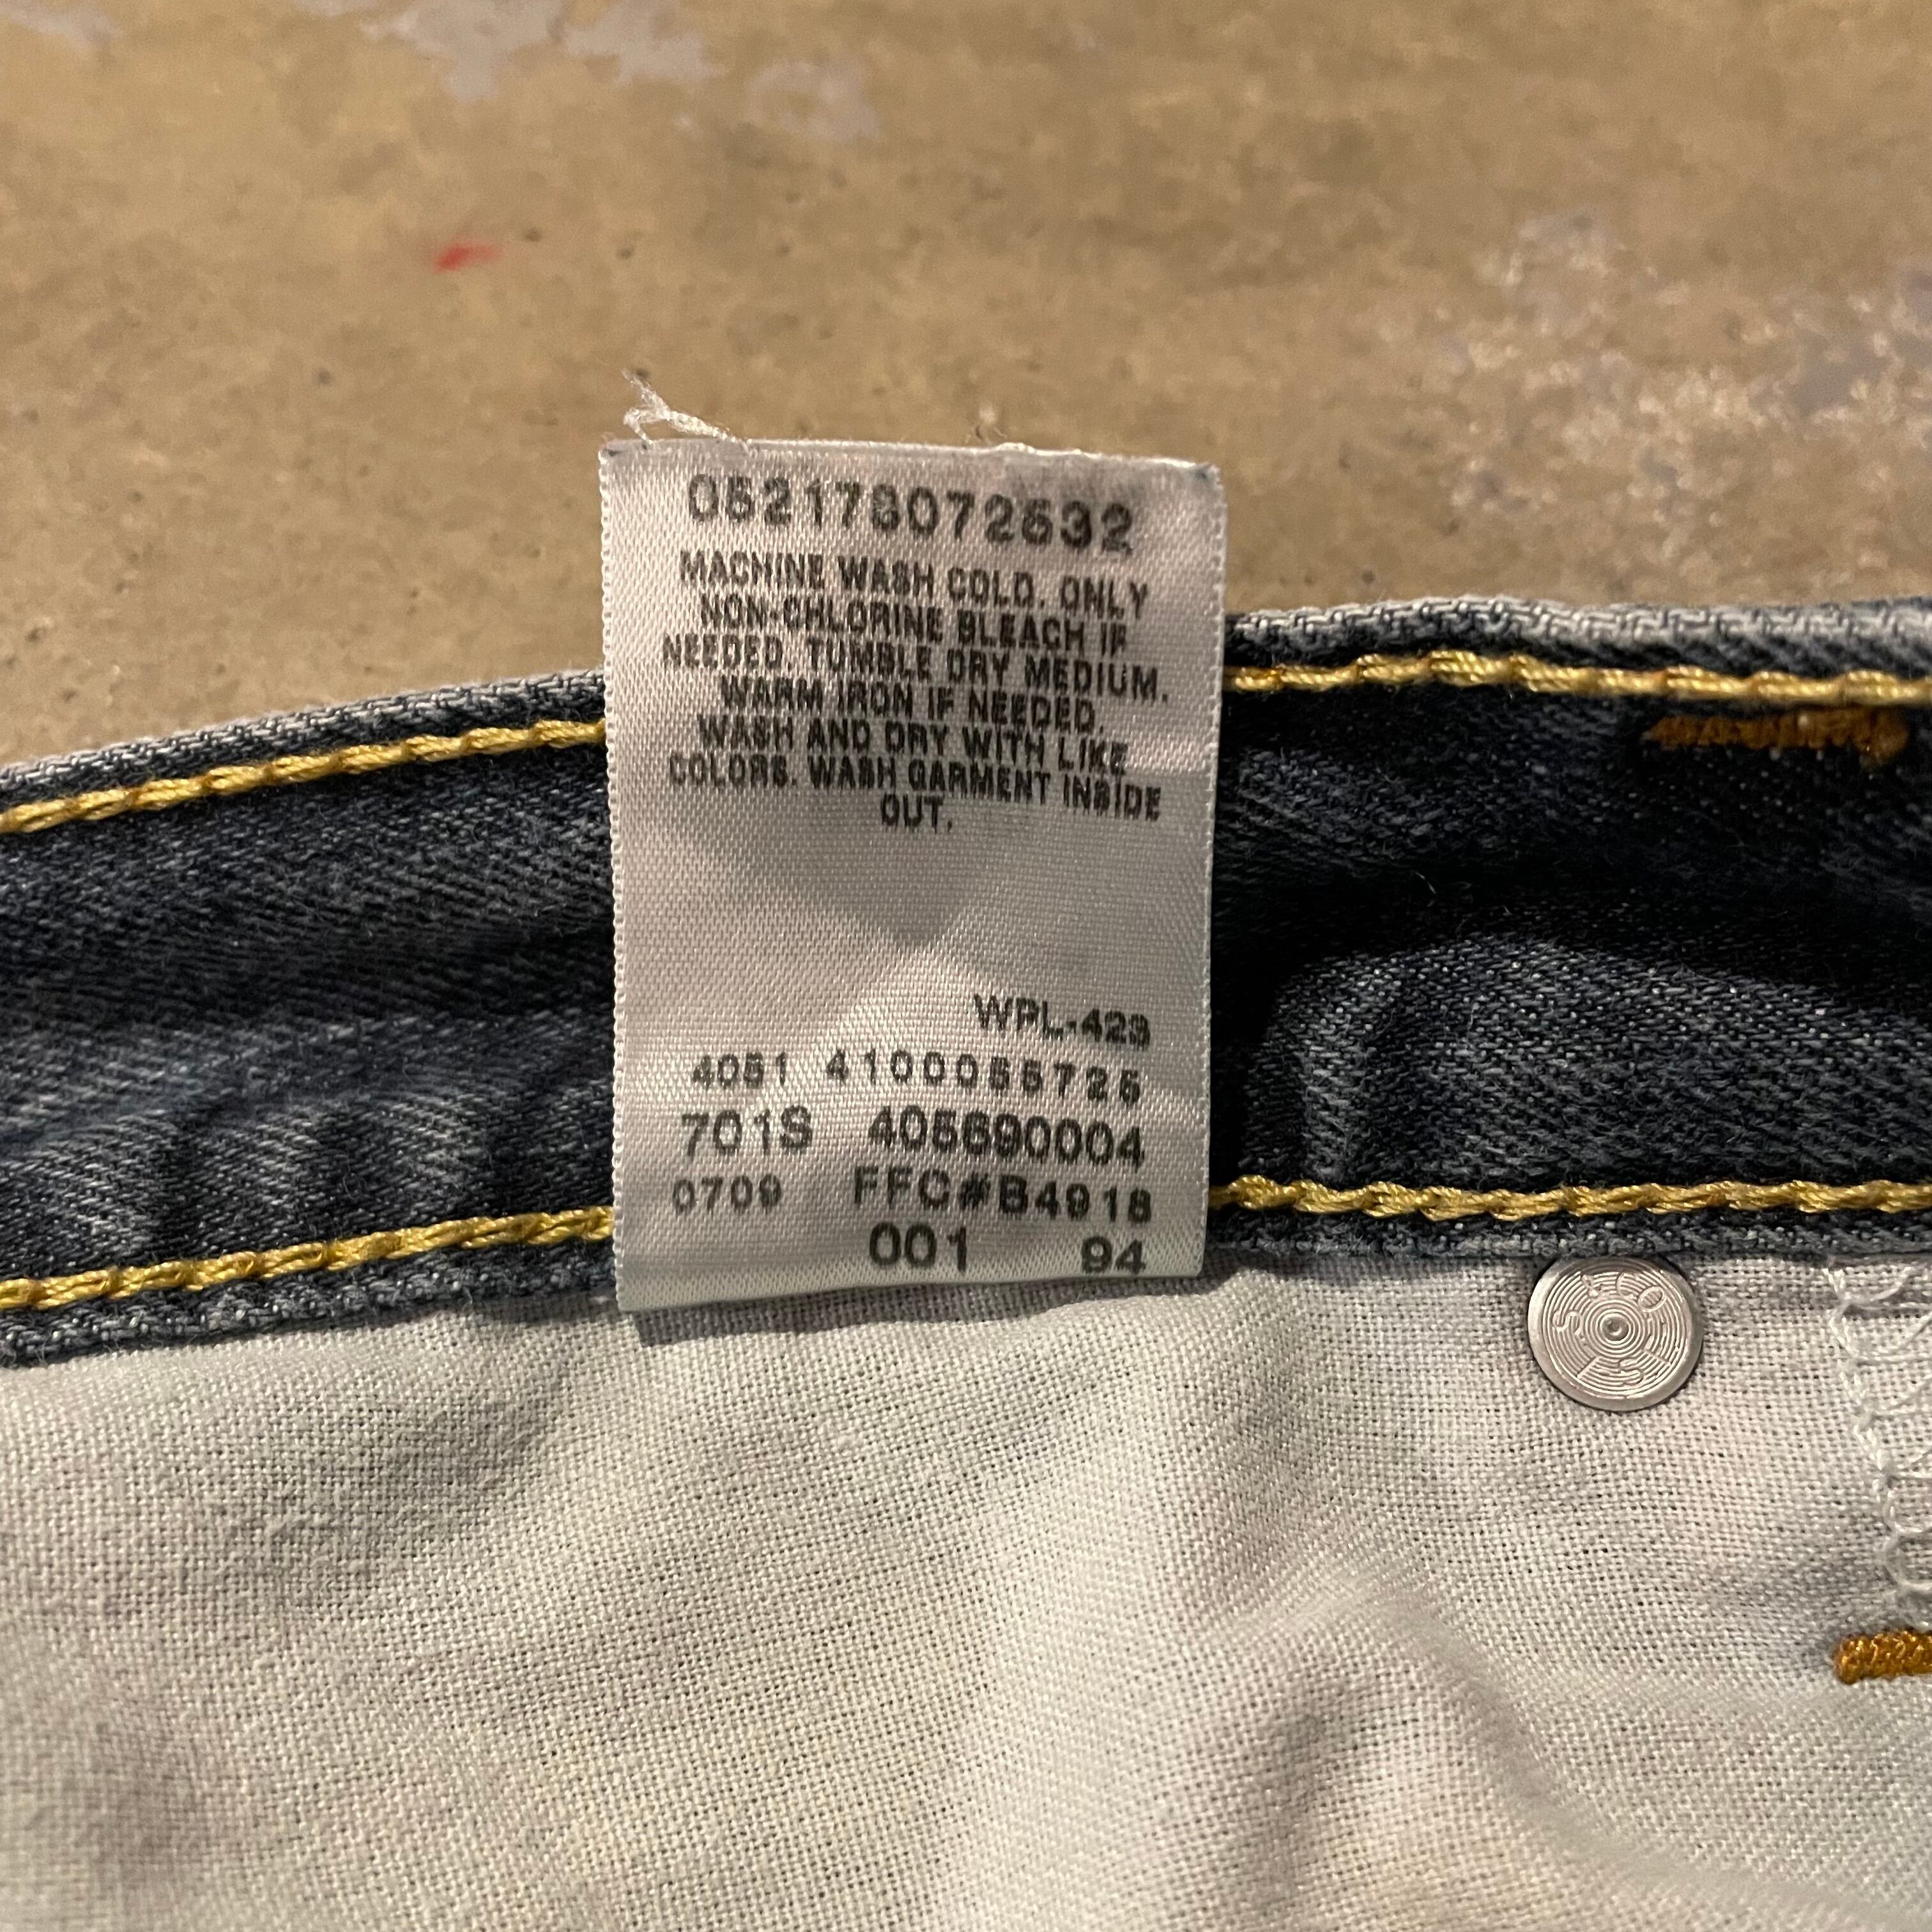 052178072532
MACHINE WASH COLD. ONLY
NON-CHLORINE BLEACH IF
NEEDED. TUMBLE DRY MEDIUM.
WARM IRON IF NEEDED.
WASH AND DRY WITH LIKE
COLORS. WASH GARMENT INSIDE
OUT.
WPL-423
4051 4100055725
701S 405690004
0709 FFC#B4918
001 94